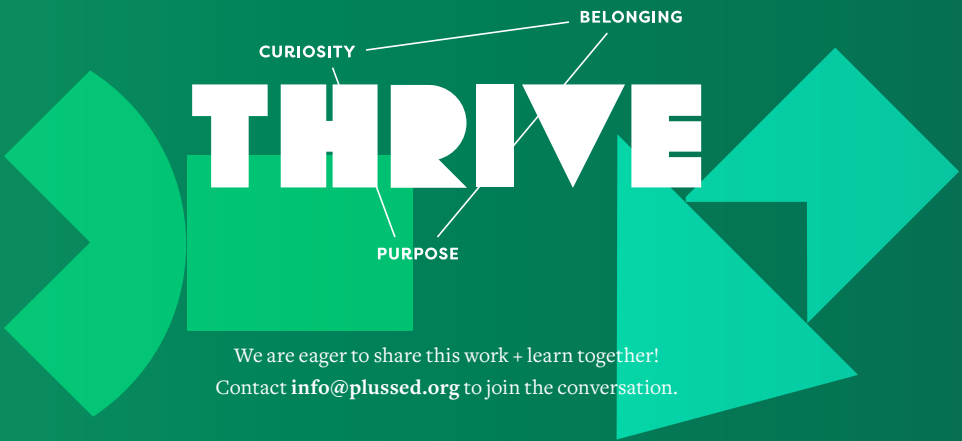 BELONGING
CURIOSITY
THRIVE
PURPOSE
We are eager to share this work + learn together!
Contact info@plussed.org to join the conversation.